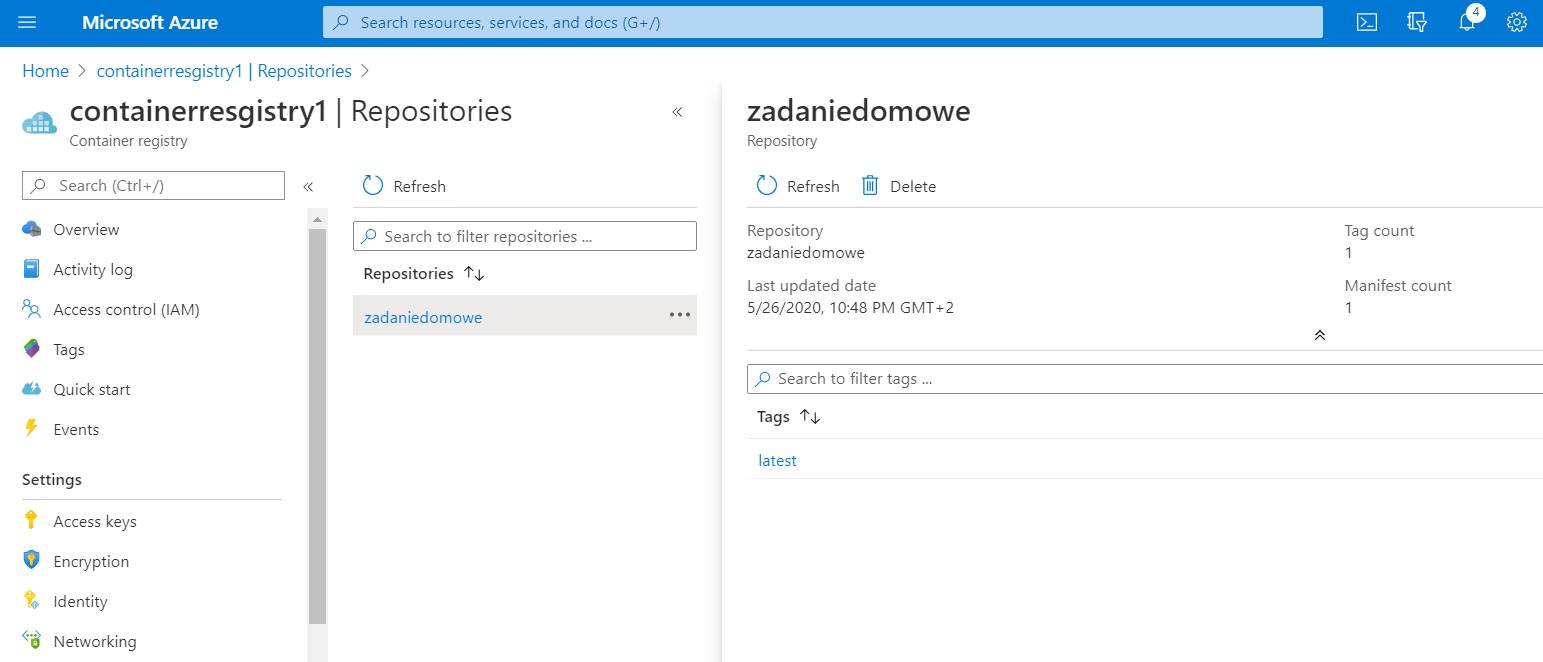 Microsoft Azure
Search resources, services, and docs (G+/)
4
Home > containerresgistry1 | Repositories >
containerresgistry1 | Repositories
Container registry
«
Search (Ctrl+/)
«
Overview
Activity log
Access control (IAM)
Tags
Quick start
Events
Settings
Access keys
Encryption
Identity
Networking
Refresh
Search to filter repositories ...
Repositories ↑↓
zadaniedomowe
zadaniedomowe
Repository
Refresh
Delete
Repository
zadaniedomowe
Tag count
1
Last updated date
5/26/2020, 10:48 PM GMT+2
Manifest count
1
Search to filter tags ...
Tags ↑↓
latest